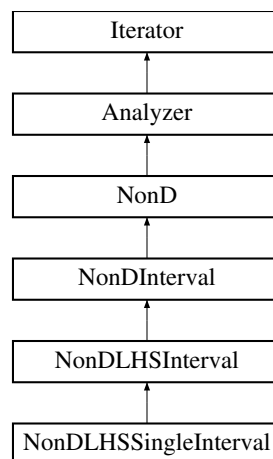 Iterator
Analyzer
NonD
NonDInterval
NonDLHSInterval
NonDLHSSingleInterval